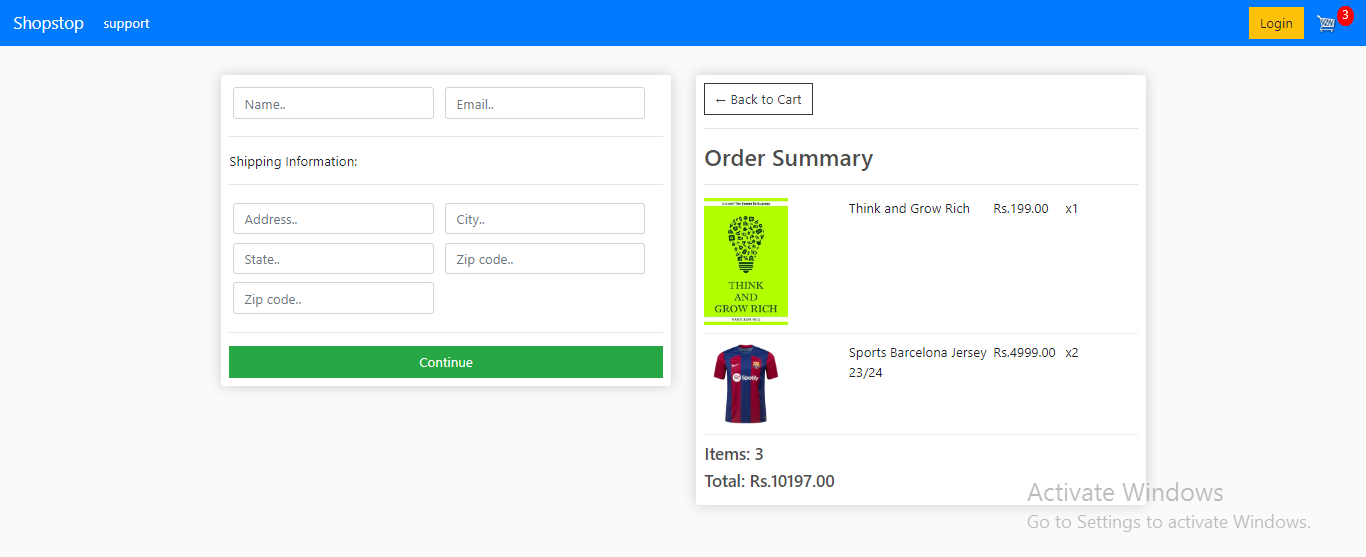 Shopstop support Login 3
Name.. Email..
Shipping Information:
Address.. City..
State.. Zip code..
Zip code..
Continue
← Back to Cart
Order Summary
THINK
AND
GROW RICH
Think and Grow Rich Rs.199.00 x1
Spotify
Sports Barcelona Jersey Rs.4999.00 x2
23/24
Items: 3
Total: Rs.10197.00
Activate Windows
Go to Settings to activate Windows.